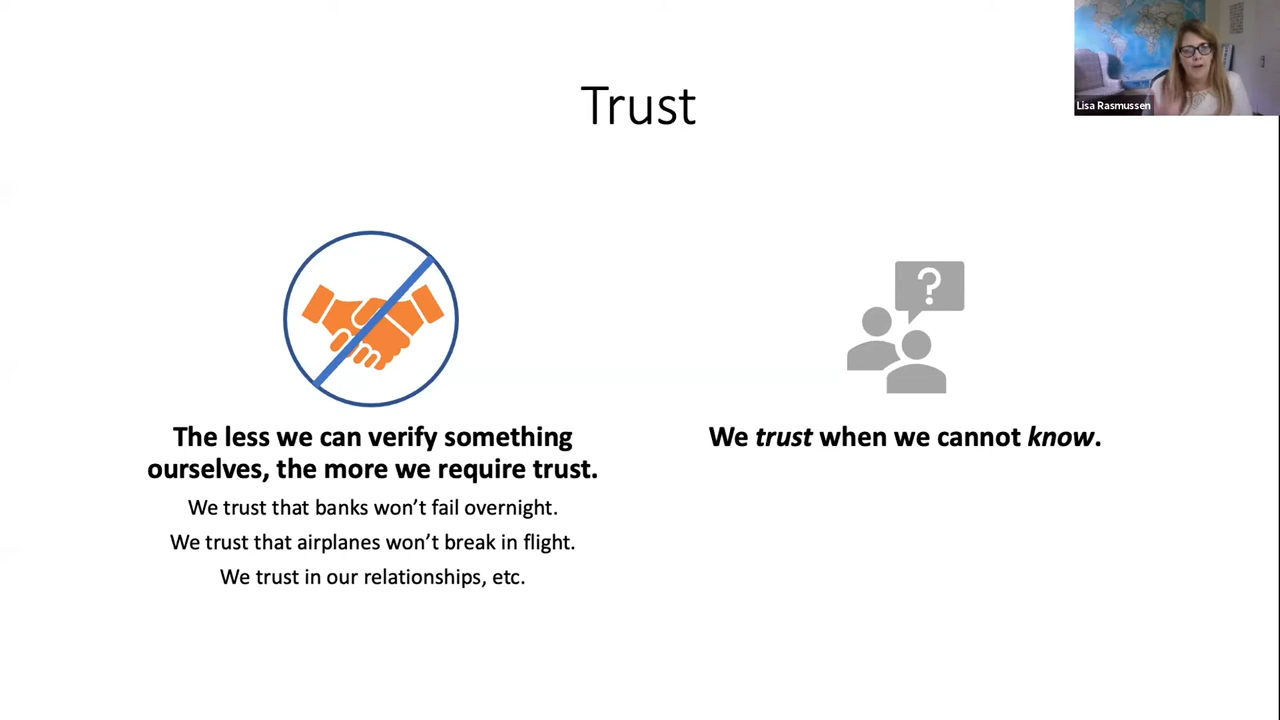 Trust
Lisa Rasmussen
?
The less we can verify something
ourselves, the more we require trust.
We trust that banks won’t fail overnight.
We trust that airplanes won’t break in flight.
We trust in our relationships, etc.
We trust when we cannot know.